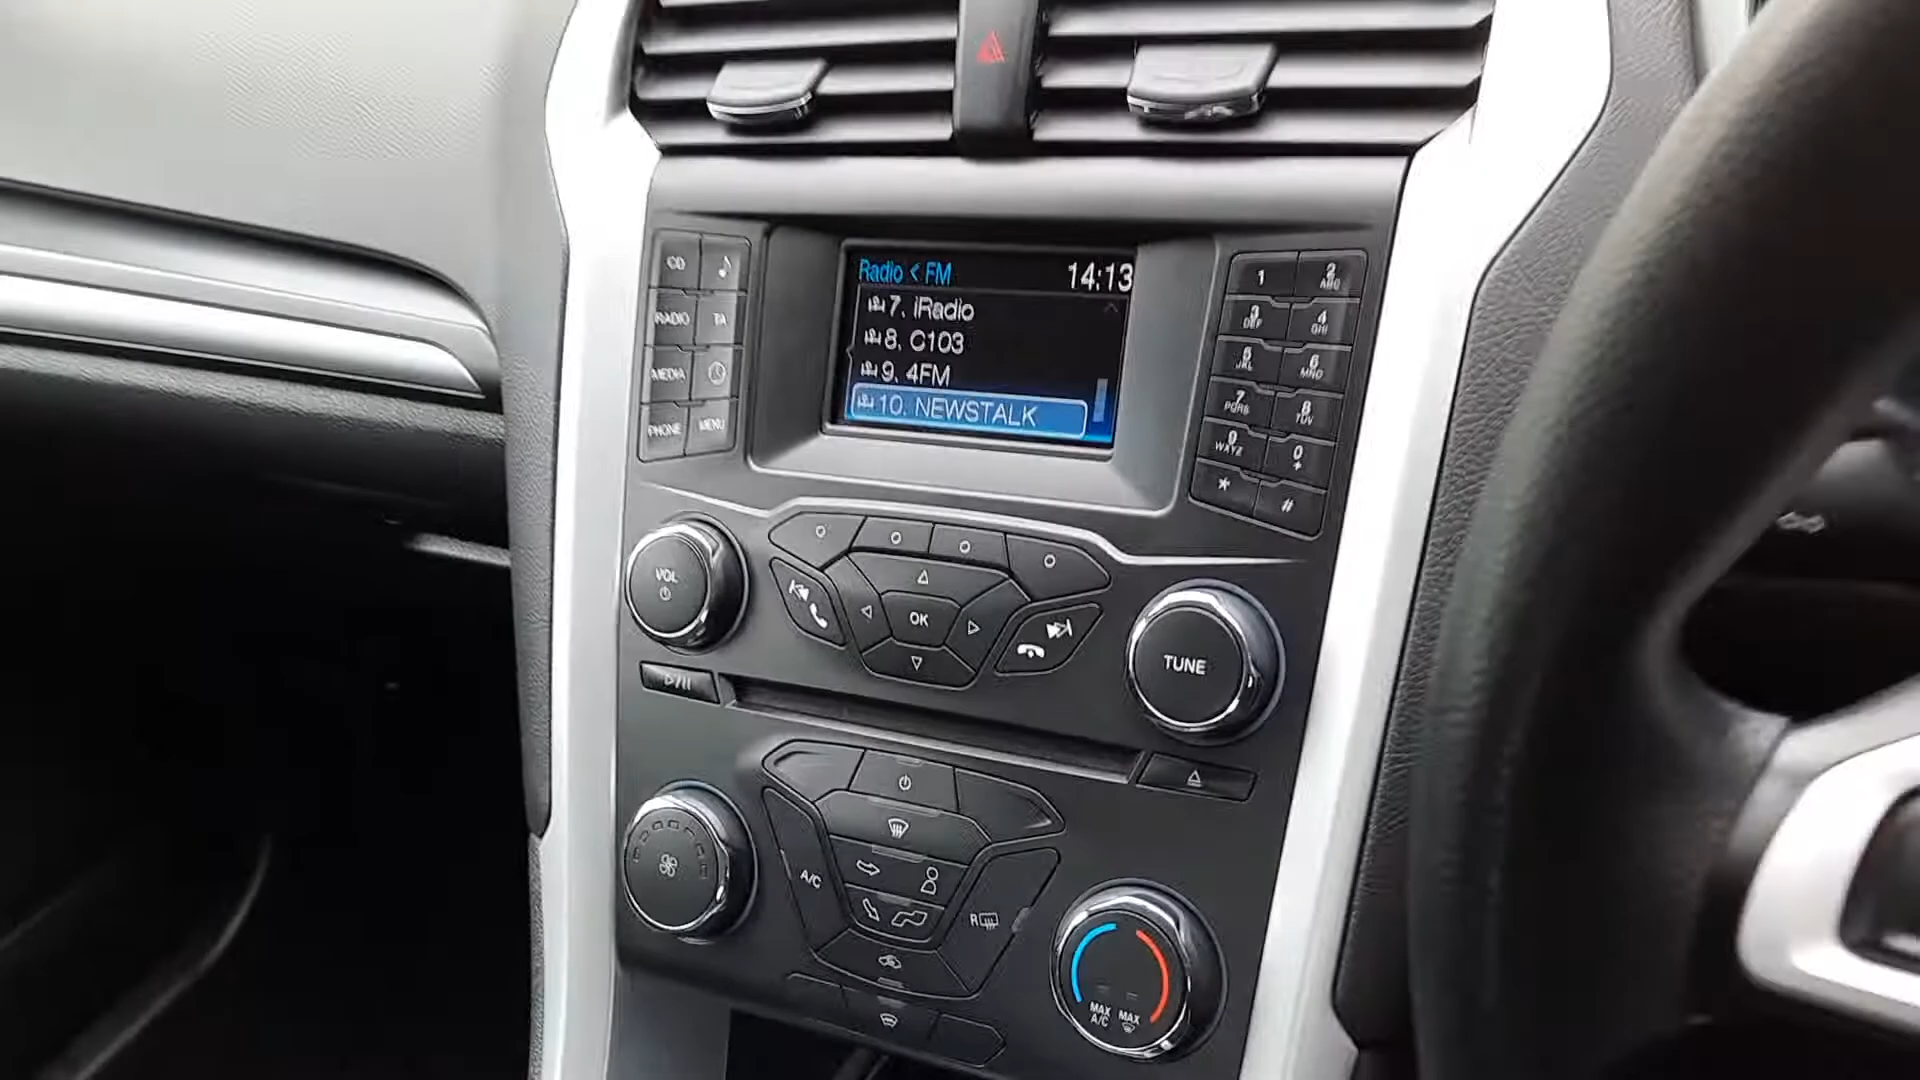 Radio < FM 14:13
7. iRadio
8. C103
9. 4FM
10. NEWSTALK
CD
RADIO TA
MEDIA
PHONE MENU
1 2 ABC
3 DEF 4 GHI
5 JKL 6 MNO
7 PQRS 8 TUV
9 WXYZ 0 +
* #
VOL
OK
TUNE
A/C
R
MAX A/C
MAX